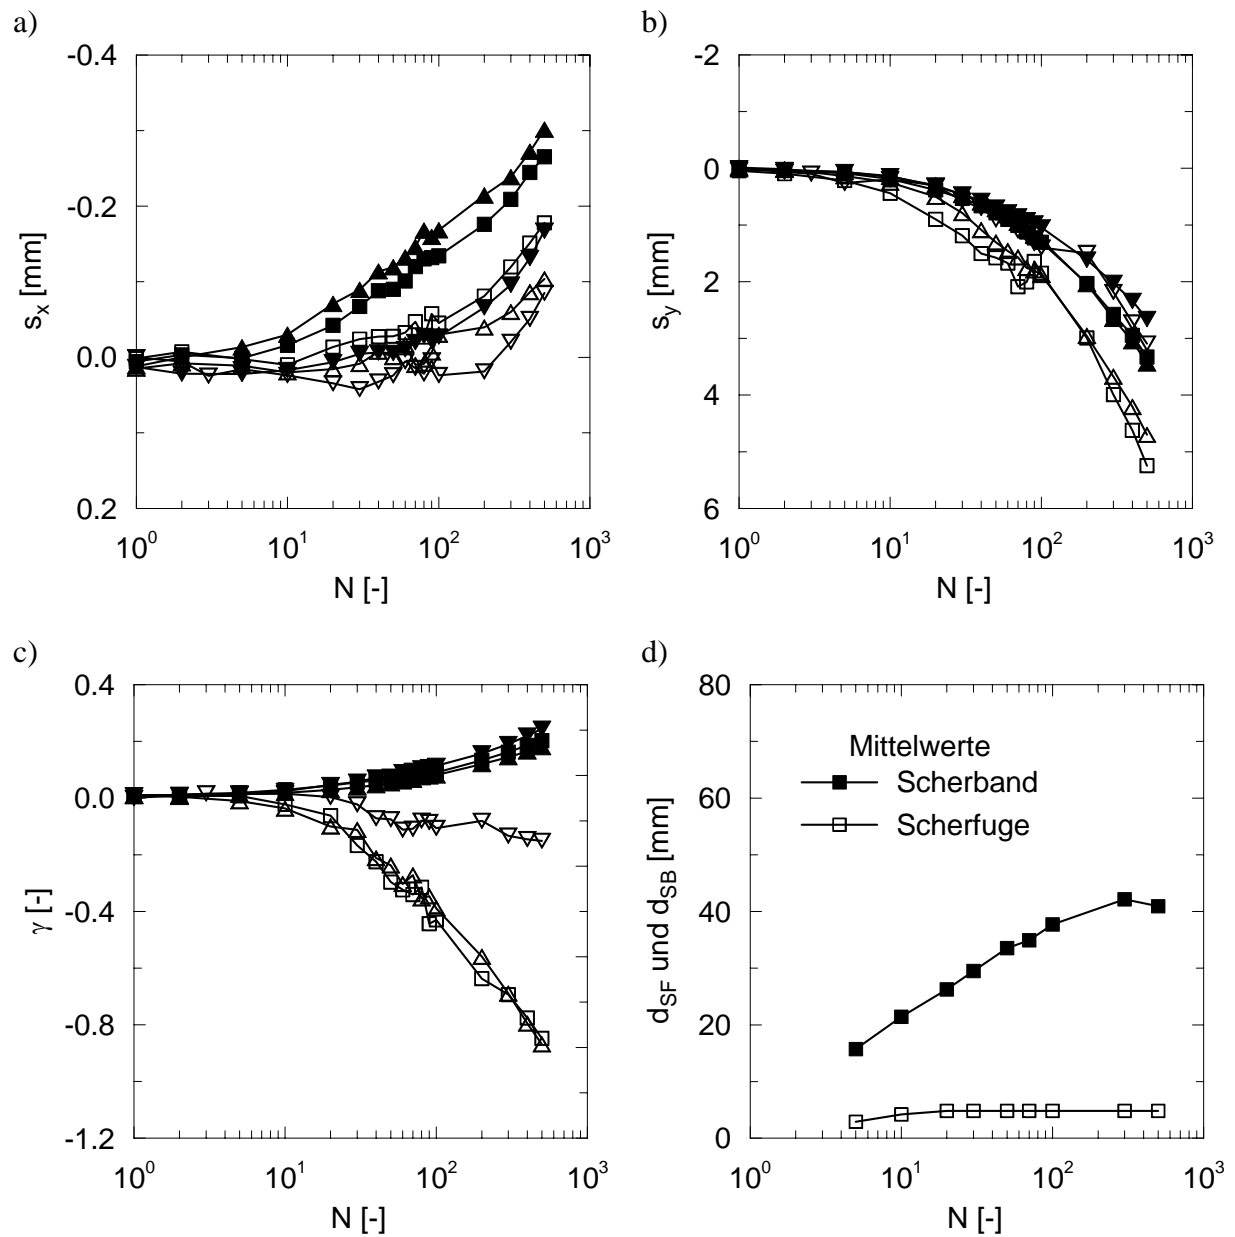 a)
-0.4
-0.2
0.0
0.2
s_x [mm]
10^0 10^1 10^2 10^3
N [-]
b)
-2
0
2
4
6
s_y [mm]
10^0 10^1 10^2 10^3
N [-]
c)
0.4
0.0
-0.4
-0.8
-1.2
γ [-]
10^0 10^1 10^2 10^3
N [-]
d)
80
60
40
20
0
d_SF und d_SB [mm]
Mittelwerte
Scherband
Scherfuge
10^0 10^1 10^2 10^3
N [-]